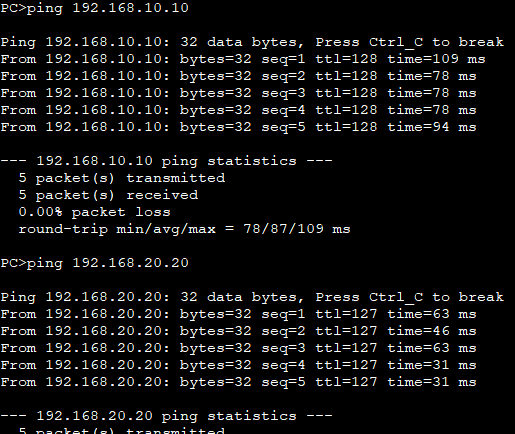 PC>ping 192.168.10.10
Ping 192.168.10.10: 32 data bytes, Press Ctrl_C to break
From 192.168.10.10: bytes=32 seq=1 ttl=128 time=109 ms
From 192.168.10.10: bytes=32 seq=2 ttl=128 time=78 ms
From 192.168.10.10: bytes=32 seq=3 ttl=128 time=78 ms
From 192.168.10.10: bytes=32 seq=4 ttl=128 time=78 ms
From 192.168.10.10: bytes=32 seq=5 ttl=128 time=94 ms
--- 192.168.10.10 ping statistics ---
5 packet(s) transmitted
5 packet(s) received
0.00% packet loss
round-trip min/avg/max = 78/87/109 ms
PC>ping 192.168.20.20
Ping 192.168.20.20: 32 data bytes, Press Ctrl_C to break
From 192.168.20.20: bytes=32 seq=1 ttl=127 time=63 ms
From 192.168.20.20: bytes=32 seq=2 ttl=127 time=46 ms
From 192.168.20.20: bytes=32 seq=3 ttl=127 time=63 ms
From 192.168.20.20: bytes=32 seq=4 ttl=127 time=31 ms
From 192.168.20.20: bytes=32 seq=5 ttl=127 time=31 ms
--- 192.168.20.20 ping statistics ---
5 packet(s) transmitted